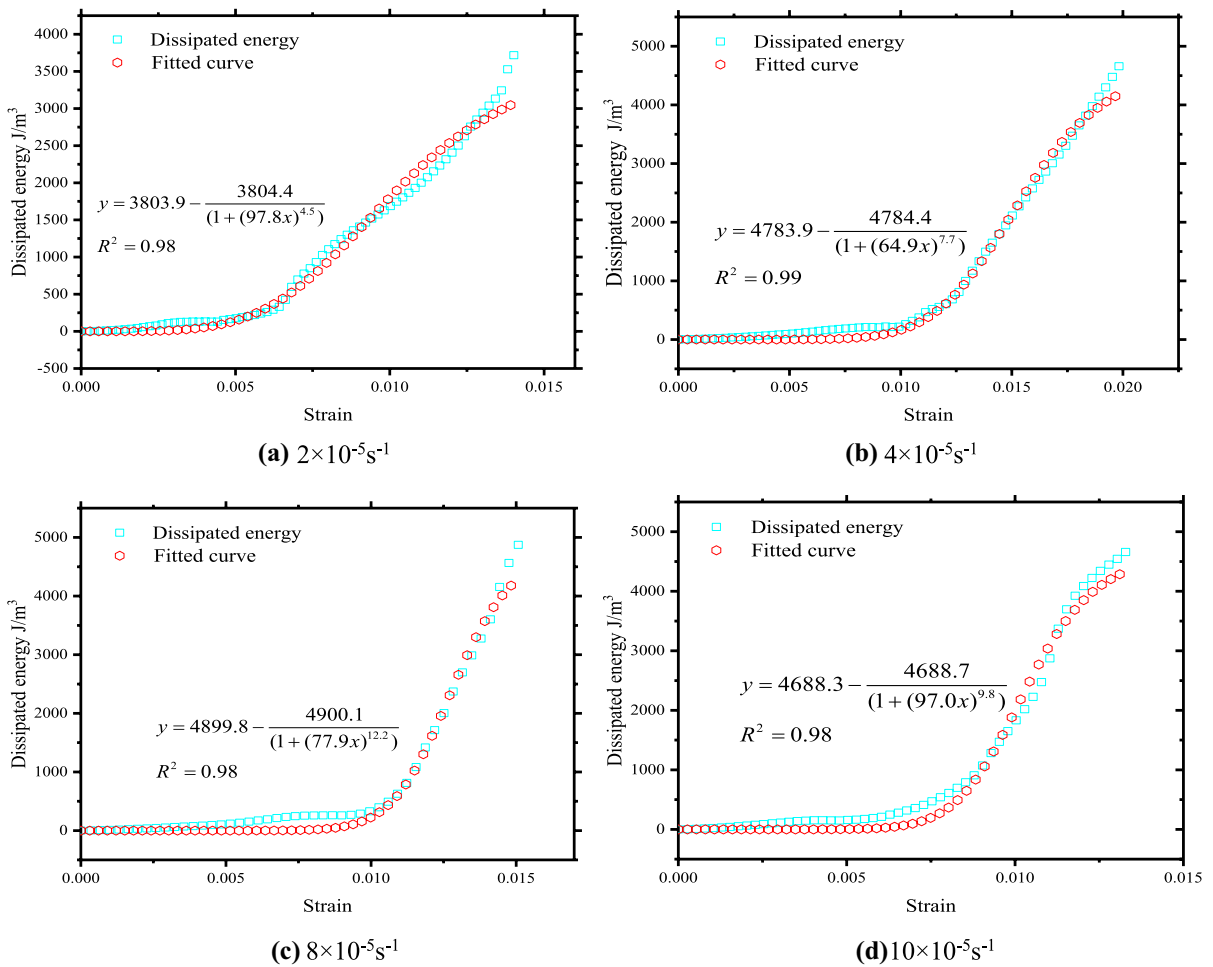 Dissipated energy
Fitted curve
4000
3500
3000
2500
2000
1500
1000
500
0
-500
Dissipated energy J/m³
y = 3803.9 − 3804.4 / (1 + (97.8x)^4.5)
R² = 0.98
0.000 0.005 0.010 0.015
Strain
(a) 2×10⁻⁵s⁻¹
Dissipated energy
Fitted curve
5000
4000
3000
2000
1000
0
Dissipated energy J/m³
y = 4783.9 − 4784.4 / (1 + (64.9x)^7.7)
R² = 0.99
0.000 0.005 0.010 0.015 0.020
Strain
(b) 4×10⁻⁵s⁻¹
Dissipated energy
Fitted curve
5000
4000
3000
2000
1000
0
Dissipated energy J/m³
y = 4899.8 − 4900.1 / (1 + (77.9x)^12.2)
R² = 0.98
0.000 0.005 0.010 0.015
Strain
(c) 8×10⁻⁵s⁻¹
Dissipated energy
Fitted curve
5000
4000
3000
2000
1000
0
Dissipated energy J/m³
y = 4688.3 − 4688.7 / (1 + (97.0x)^9.8)
R² = 0.98
0.000 0.005 0.010 0.015
Strain
(d) 10×10⁻⁵s⁻¹